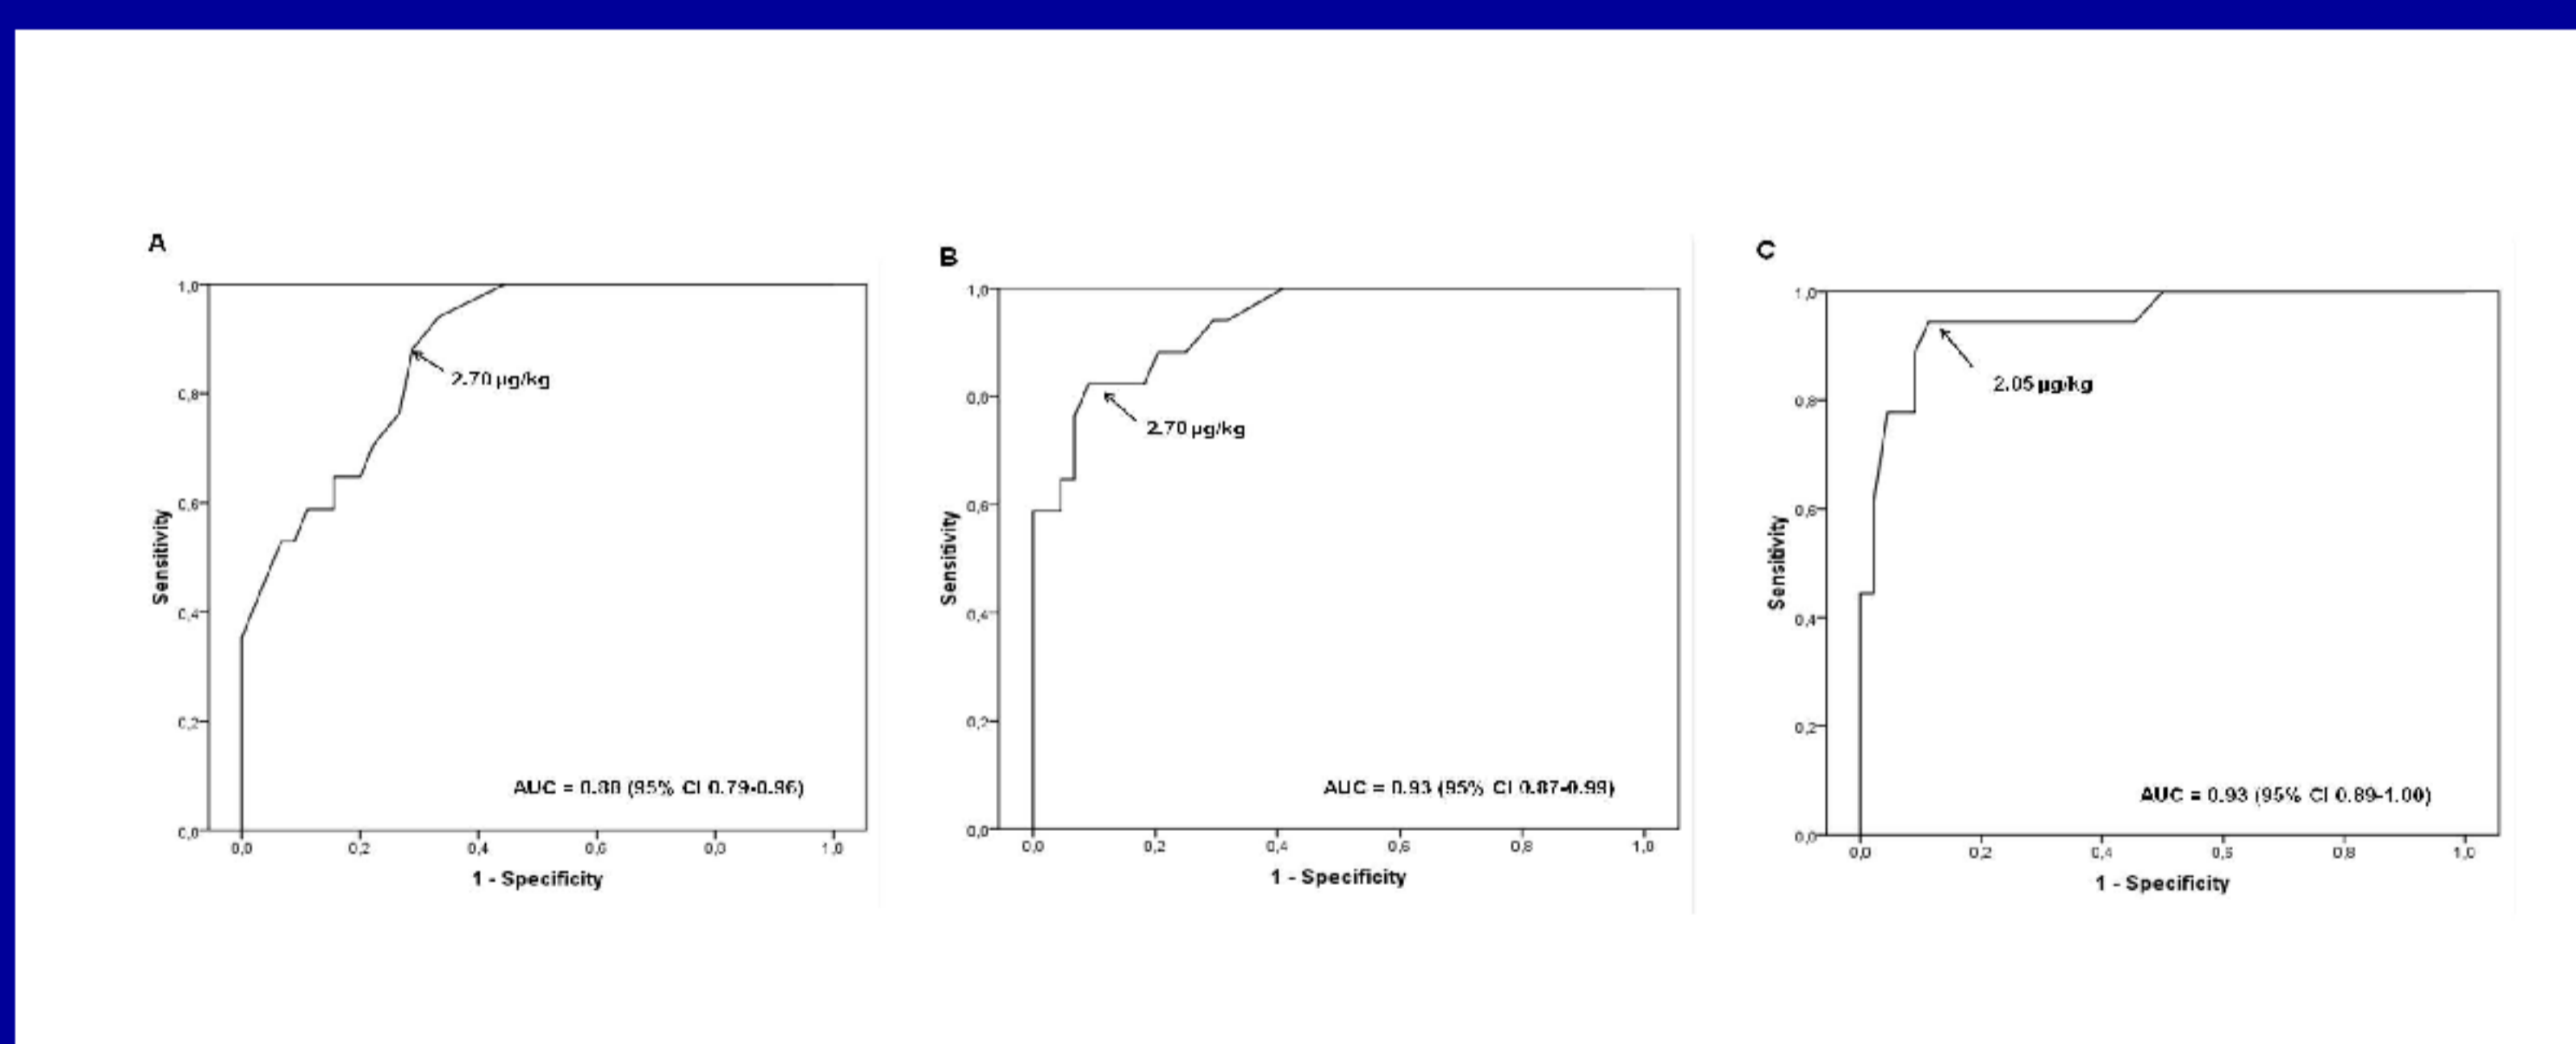 A
1,0
0,8
0,6
0,4
0,2
0,0
Sensitivity
2.70 µg/kg
AUC = 0.88 (95% CI 0.79-0.96)
0,0 0,2 0,4 0,6 0,8 1,0
1 - Specificity
B
1,0
0,8
0,6
0,4
0,2
0,0
Sensitivity
2.70 µg/kg
AUC = 0.93 (95% CI 0.87-0.99)
0,0 0,2 0,4 0,6 0,8 1,0
1 - Specificity
C
1,0
0,8
0,6
0,4
0,2
0,0
Sensitivity
2.05 µg/kg
AUC = 0.93 (95% CI 0.89-1.00)
0,0 0,2 0,4 0,6 0,8 1,0
1 - Specificity